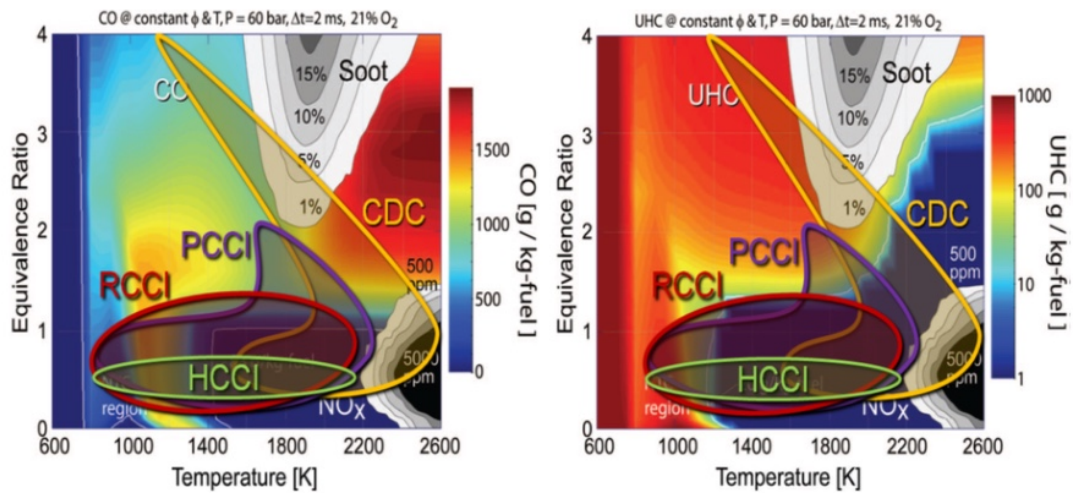 CO @ constant ϕ & T, P = 60 bar, Δt=2 ms, 21% O₂
4
3
2
1
0
Equivalence Ratio
600 1000 1400 1800 2200 2600
Temperature [K]
CO
Soot
15%
10%
5%
1%
CDC
PCCI
RCCI
HCCI
500
ppm
5000
ppm
NOx
region
1500
1000
500
0
CO [g / kg-fuel]
UHC @ constant ϕ & T, P = 60 bar, Δt=2 ms, 21% O₂
4
3
2
1
0
Equivalence Ratio
600 1000 1400 1800 2200 2600
Temperature [K]
UHC
Soot
15%
10%
5%
1%
CDC
PCCI
RCCI
HCCI
500
ppm
5000
ppm
NOx
region
1000
100
10
1
UHC [g / kg-fuel]